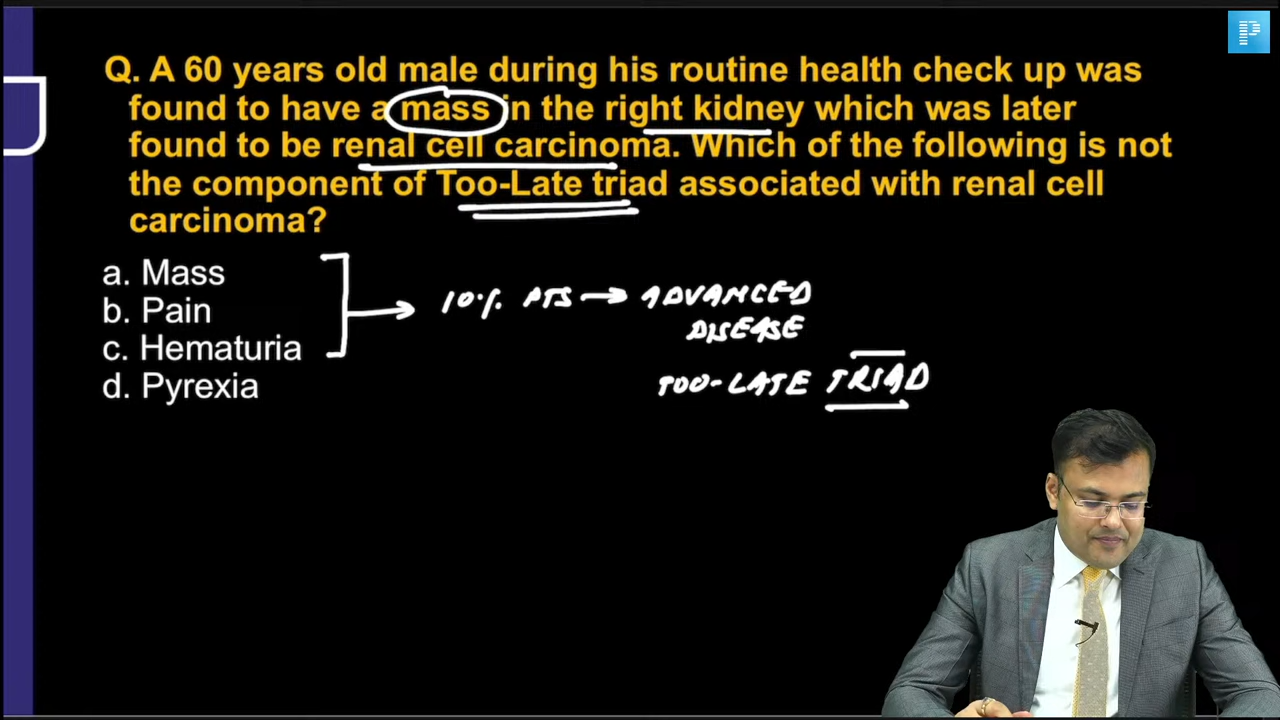 Q. A 60 years old male during his routine health check up was
found to have a mass in the right kidney which was later
found to be renal cell carcinoma. Which of the following is not
the component of Too-Late triad associated with renal cell
carcinoma?
a. Mass
b. Pain
c. Hematuria
d. Pyrexia
10% PTS → ADVANCED
DISEASE
TOO-LATE TRIAD
P